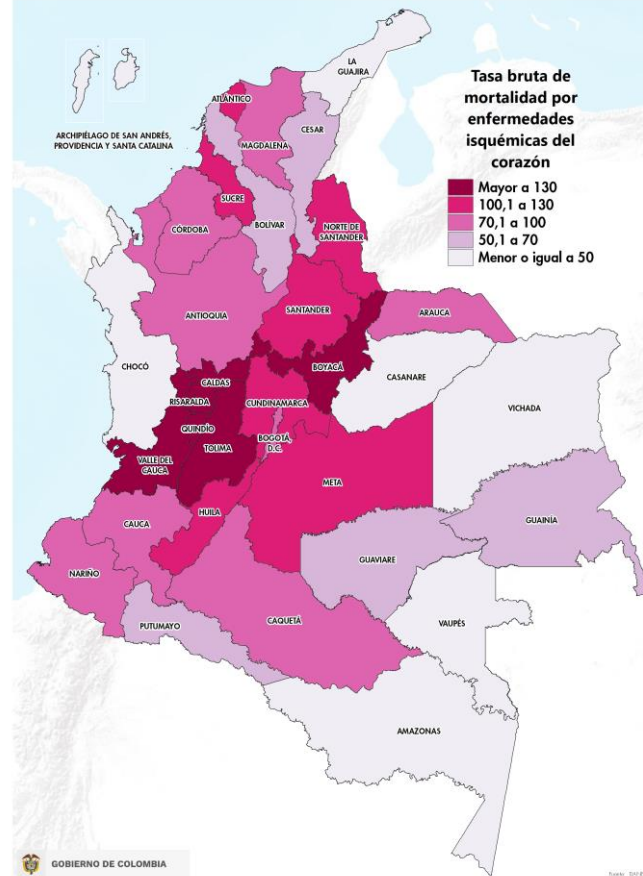 LA
GUAJIRA
ATLÁNTICO
ARCHIPIÉLAGO DE SAN ANDRÉS,
PROVIDENCIA Y SANTA CATALINA
MAGDALENA
CESAR
SUCRE
CÓRDOBA
BOLÍVAR
NORTE DE
SANTANDER
ANTIOQUIA
SANTANDER
ARAUCA
CHOCÓ
BOYACÁ
CASANARE
CALDAS
RISARALDA
CUNDINAMARCA
VICHADA
QUINDÍO
BOGOTÁ,
D.C.
TOLIMA
VALLE DEL
CAUCA
META
CAUCA
HUILA
GUAINÍA
GUAVIARE
NARIÑO
CAQUETÁ
VAUPÉS
PUTUMAYO
AMAZONAS
Tasa bruta de
mortalidad por
enfermedades
isquémicas del
corazón
Mayor a 130
100,1 a 130
70,1 a 100
50,1 a 70
Menor o igual a 50
GOBIERNO DE COLOMBIA